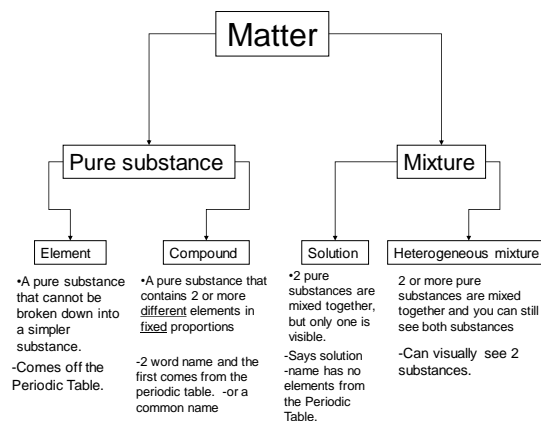 Matter
Pure substance
Mixture
Element
Compound
Solution
Heterogeneous mixture
•A pure substance
that cannot be
broken down into
a simpler
substance.
-Comes off the
Periodic Table.
•A pure substance that
contains 2 or more
different elements in
fixed proportions
-2 word name and the
first comes from the
periodic table. -or a
common name
•2 pure
substances are
mixed together,
but only one is
visible.
-Says solution
-name has no
elements from
the Periodic
Table.
2 or more pure
substances are mixed
together and you can still
see both substances
-Can visually see 2
substances.